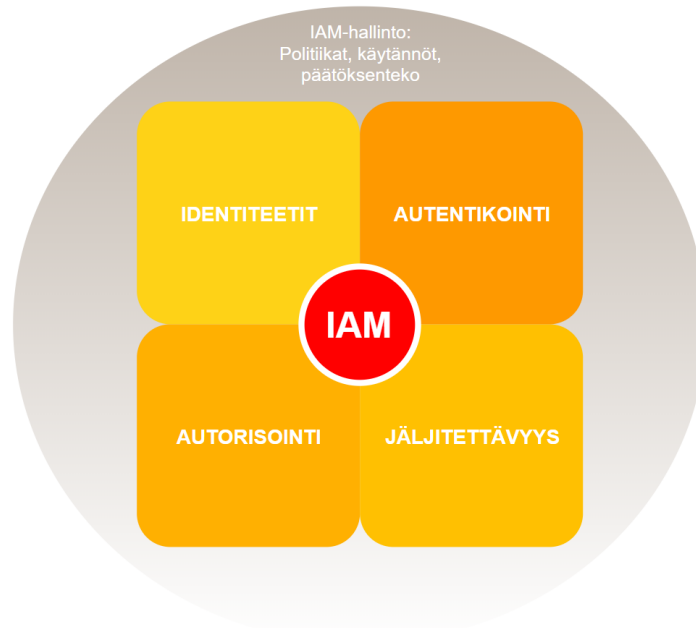 IAM-hallinto:
Politiikat, käytännöt,
päätöksenteko
IDENTITEETIT
AUTENTIKOINTI
IAM
AUTORISOINTI
JÄLJITETTÄVYYS